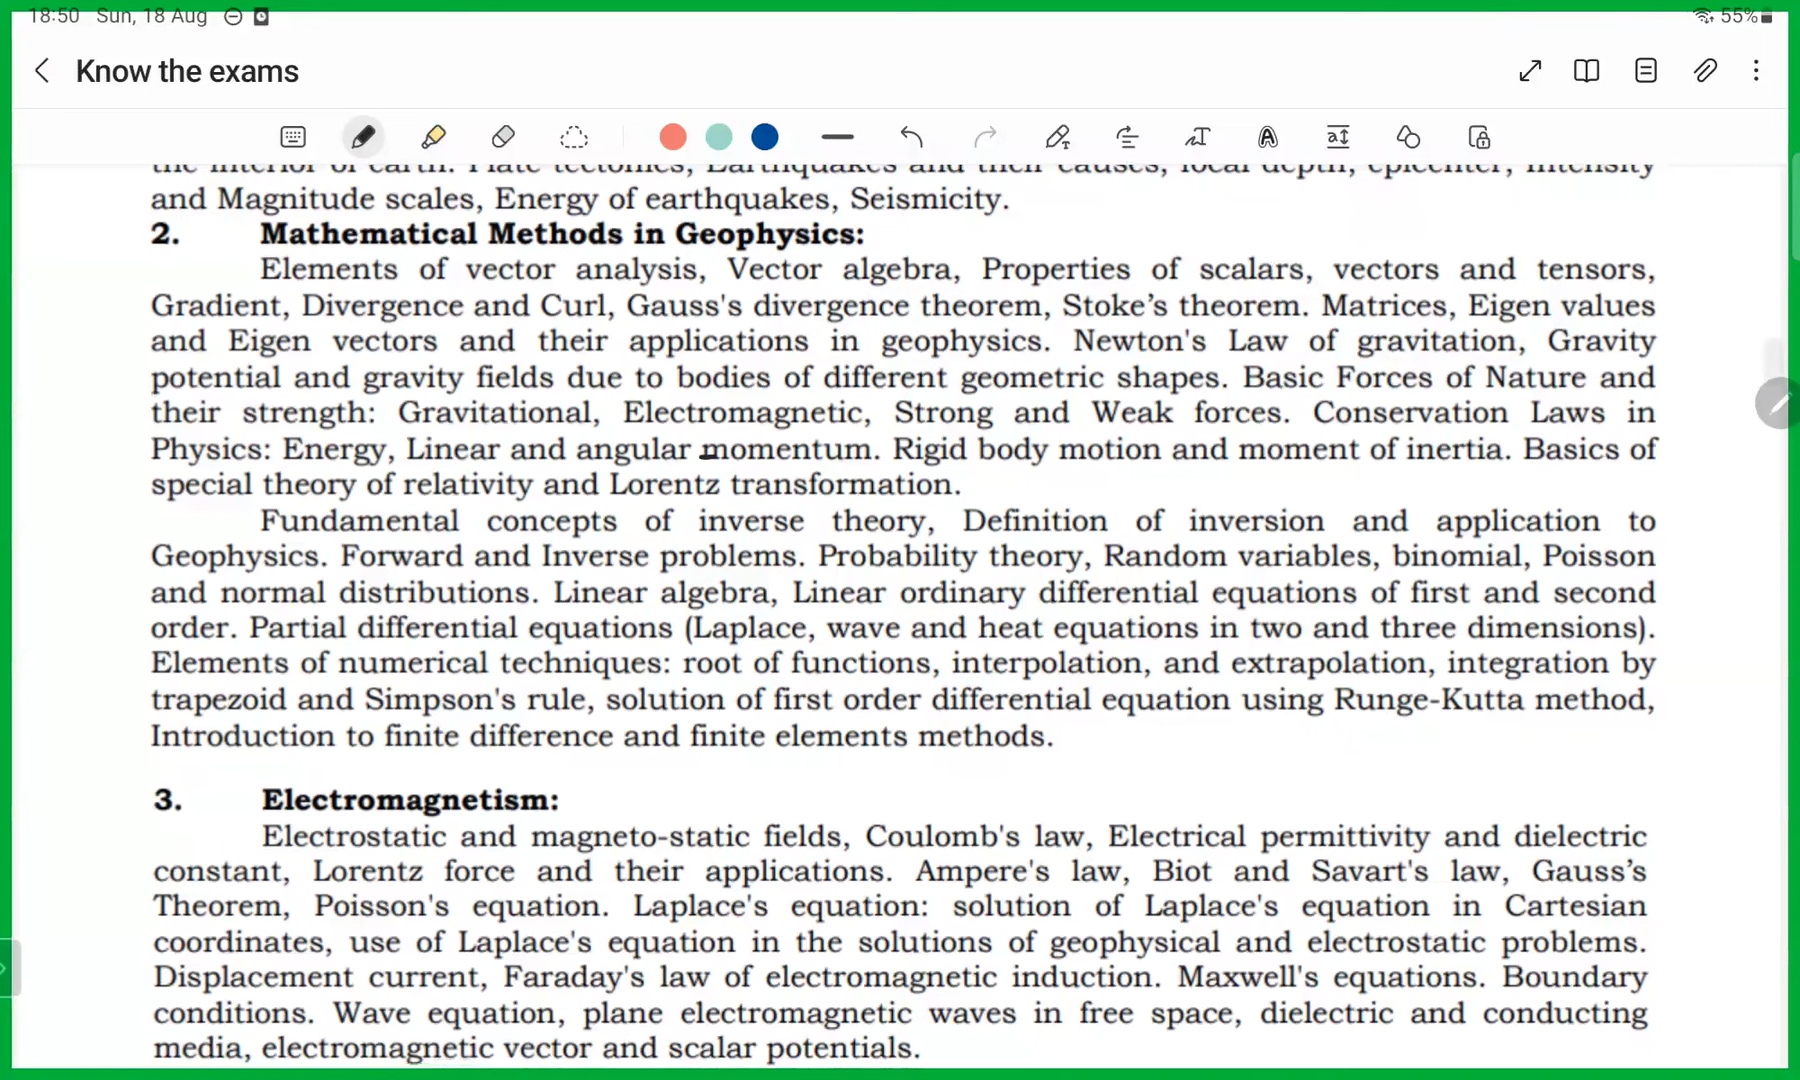 18:50 Sun, 18 Aug
55%
Know the exams
the interior of earth. Plate tectonics, Earthquakes and their causes, focal depth, epicenter, intensity
and Magnitude scales, Energy of earthquakes, Seismicity.
2. Mathematical Methods in Geophysics:
Elements of vector analysis, Vector algebra, Properties of scalars, vectors and tensors,
Gradient, Divergence and Curl, Gauss's divergence theorem, Stoke’s theorem. Matrices, Eigen values
and Eigen vectors and their applications in geophysics. Newton's Law of gravitation, Gravity
potential and gravity fields due to bodies of different geometric shapes. Basic Forces of Nature and
their strength: Gravitational, Electromagnetic, Strong and Weak forces. Conservation Laws in
Physics: Energy, Linear and angular momentum. Rigid body motion and moment of inertia. Basics of
special theory of relativity and Lorentz transformation.
Fundamental concepts of inverse theory, Definition of inversion and application to
Geophysics. Forward and Inverse problems. Probability theory, Random variables, binomial, Poisson
and normal distributions. Linear algebra, Linear ordinary differential equations of first and second
order. Partial differential equations (Laplace, wave and heat equations in two and three dimensions).
Elements of numerical techniques: root of functions, interpolation, and extrapolation, integration by
trapezoid and Simpson's rule, solution of first order differential equation using Runge-Kutta method,
Introduction to finite difference and finite elements methods.
3. Electromagnetism:
Electrostatic and magneto-static fields, Coulomb's law, Electrical permittivity and dielectric
constant, Lorentz force and their applications. Ampere's law, Biot and Savart's law, Gauss’s
Theorem, Poisson's equation. Laplace's equation: solution of Laplace's equation in Cartesian
coordinates, use of Laplace's equation in the solutions of geophysical and electrostatic problems.
Displacement current, Faraday's law of electromagnetic induction. Maxwell's equations. Boundary
conditions. Wave equation, plane electromagnetic waves in free space, dielectric and conducting
media, electromagnetic vector and scalar potentials.